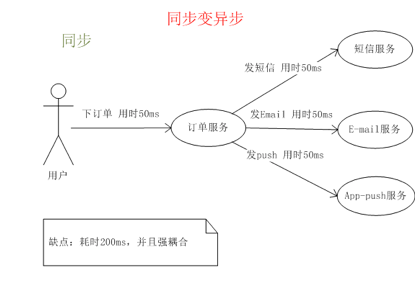 同步变异步
同步
短信服务
发短信 用时50ms
下订单 用时50ms
订单服务
发Email 用时50ms
E-mail服务
发push 用时50ms
用户
App-push服务
缺点：耗时200ms，并且强耦合